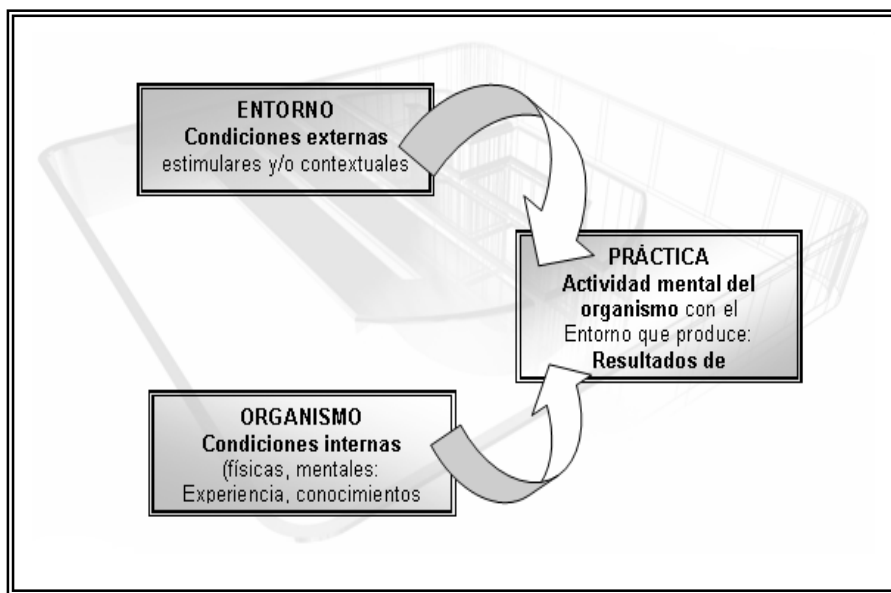 ENTORNO
Condiciones externas
estimulares y/o contextuales
PRÁCTICA
Actividad mental del
organismo con el
Entorno que produce:
Resultados de
ORGANISMO
Condiciones internas
(físicas, mentales:
Experiencia, conocimientos